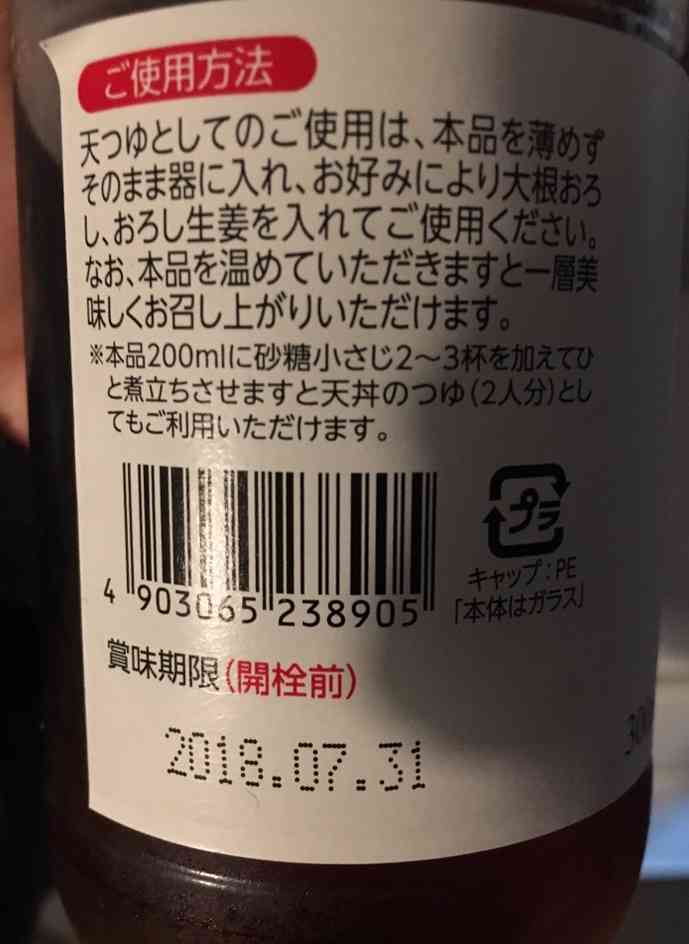 ご使用方法
天つゆとしてのご使用は、本品を薄めず
そのまま器に入れ、お好みにより大根おろ
し、おろし生姜を入れてご使用ください。
なお、本品を温めていただきますと一層美
味しくお召し上がりいただけます。
※本品200mlに砂糖小さじ2〜3杯を加えてひ
と煮立ちさせますと天丼のつゆ(2人分)とし
てもご利用いただけます。
プラ
キャップ:PE
「本体はガラス」
4 903065 238905
賞味期限(開栓前)
2018.07.31